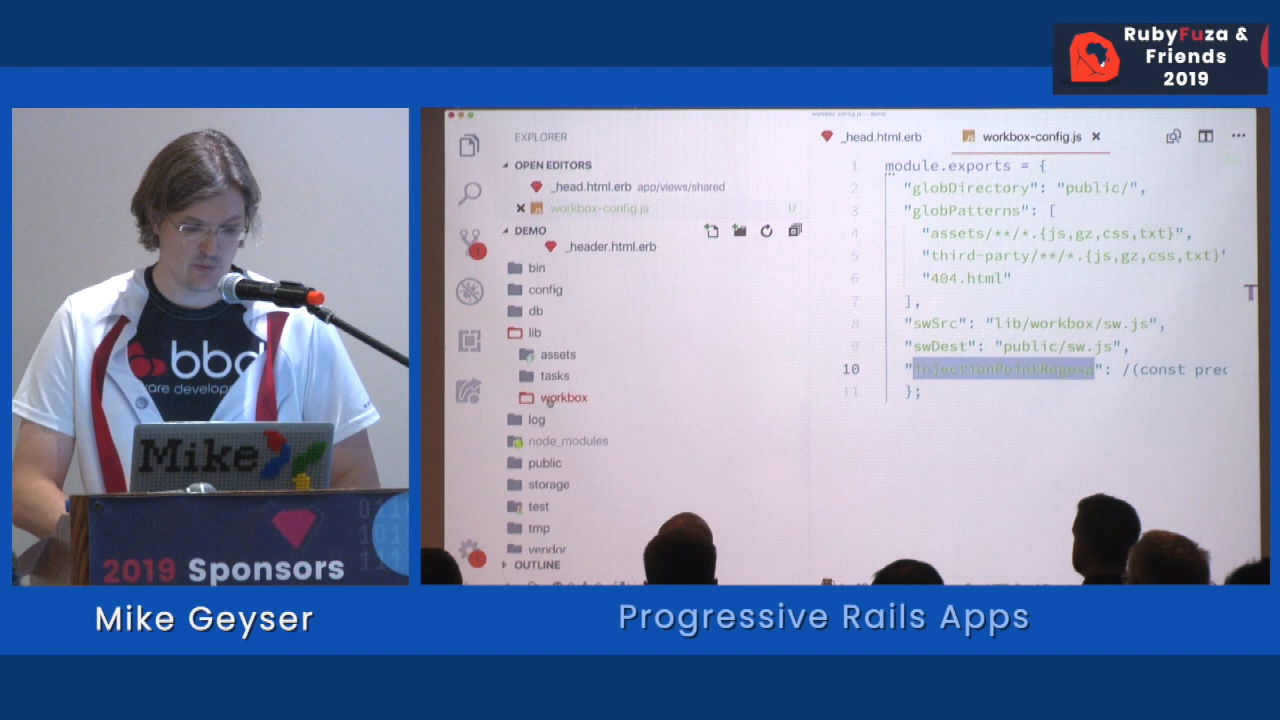 RubyFuza &
Friends
2019
EXPLORER
OPEN EDITORS
_head.html.erb app/views/shared
workbox-config.js U
DEMO
_header.html.erb
bin
config
db
lib
assets
tasks
workbox
log
node_modules
public
storage
test
tmp
vendor
OUTLINE
_head.html.erb
workbox-config.js
1 module.exports = {
2 "globDirectory": "public/",
3 "globPatterns": [
4 "assets/**/*.{js,gz,css,txt}",
5 "third-party/**/*.{js,gz,css,txt}"
6 "404.html"
7 ],
8 "swSrc": "lib/workbox/sw.js",
9 "swDest": "public/sw.js",
10 "injectionPointRegexp": /(const prec
11 };
T
bbd
ware develop
Mike
2019 Sponsors
Mike Geyser
Progressive Rails Apps